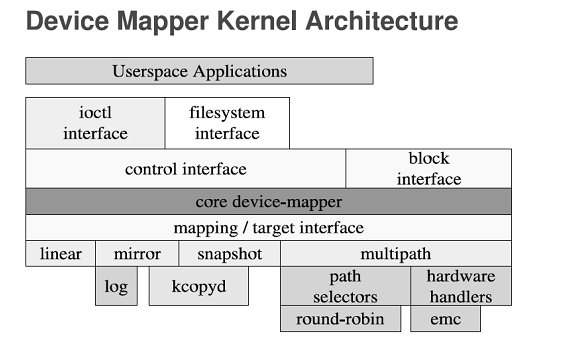 Device Mapper Kernel Architecture
Userspace Applications
ioctl
interface
filesystem
interface
control interface
block
interface
core device-mapper
mapping / target interface
linear
mirror
snapshot
multipath
log
kcopyd
path
selectors
hardware
handlers
round-robin
emc